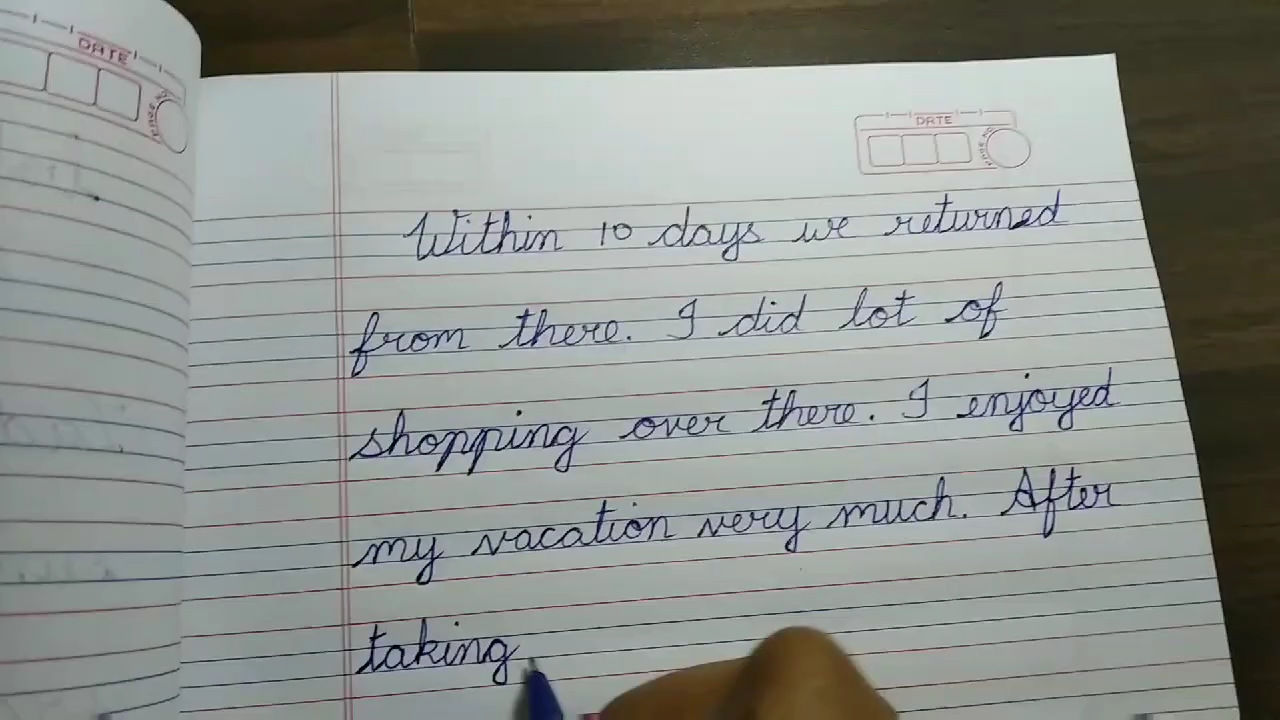 DATE
DATE
Within 10 days we returned
from there. I did lot of
shopping over there. I enjoyed
my vacation very much. After
taking